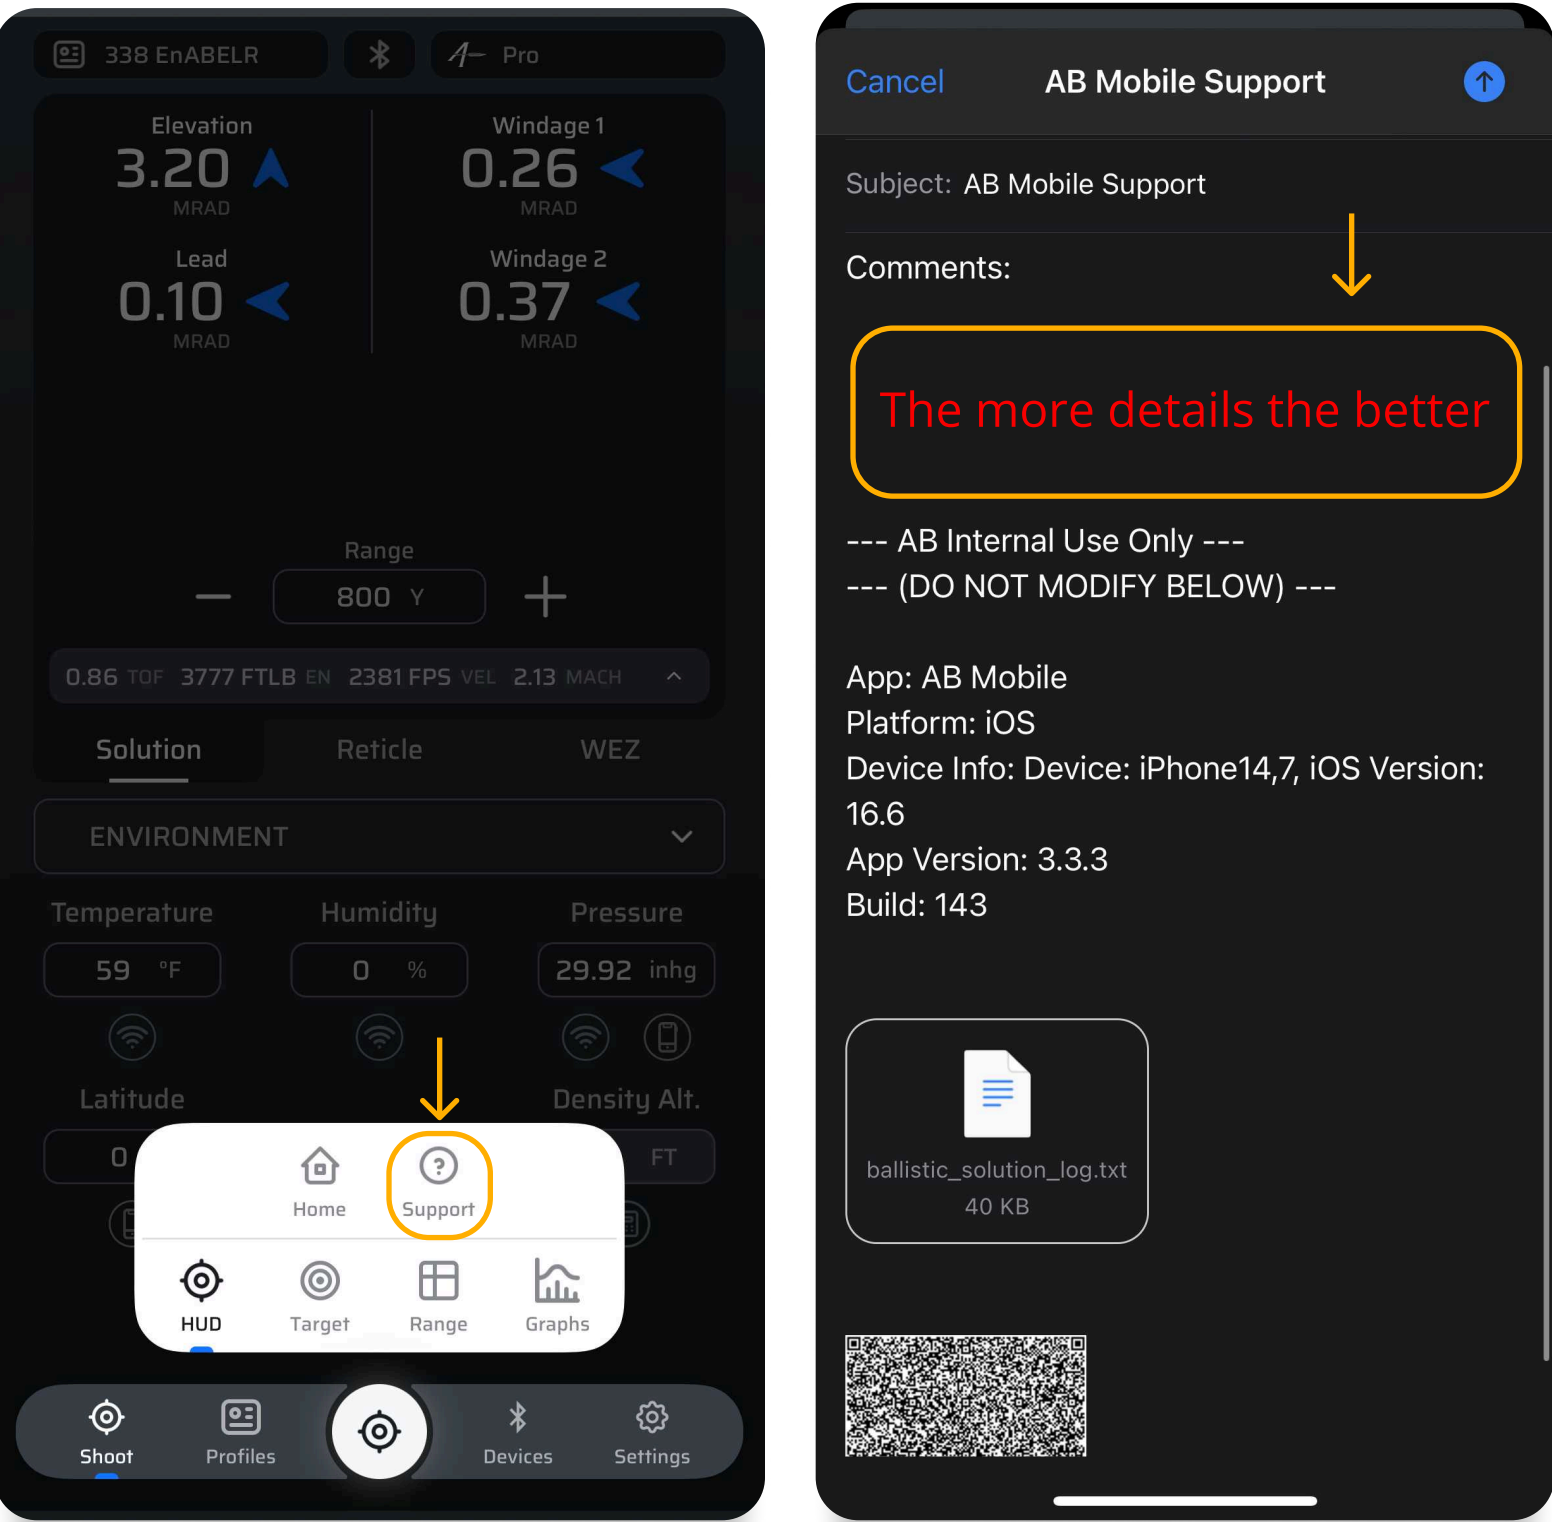 338 EnABELR
Pro
Elevation
Windage 1
3.20
0.26
MRAD
MRAD
Lead
Windage 2
0.10
0.37
MRAD
MRAD
Range
800 Y
0.86 TOF 3777 FTLB EN 2381 FPS VEL 2.13 MACH
Solution
Reticle
WEZ
ENVIRONMENT
Temperature
Humidity
Pressure
59 °F
0 %
29.92 inhg
Latitude
Density Alt.
0
FT
Home
Support
HUD
Target
Range
Graphs
Shoot
Profiles
Devices
Settings
Cancel
AB Mobile Support
Subject: AB Mobile Support
Comments:
The more details the better
--- AB Internal Use Only ---
--- (DO NOT MODIFY BELOW) ---
App: AB Mobile
Platform: iOS
Device Info: Device: iPhone14,7, iOS Version:
16.6
App Version: 3.3.3
Build: 143
ballistic_solution_log.txt
40 KB